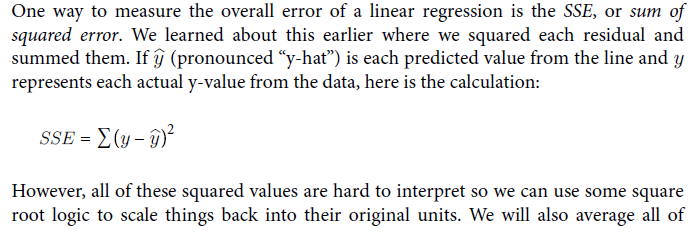 One way to measure the overall error of a linear regression is the SSE, or sum of
squared error. We learned about this earlier where we squared each residual and
summed them. If ŷ (pronounced “y-hat”) is each predicted value from the line and y
represents each actual y-value from the data, here is the calculation:
SSE = ∑(y – ŷ)²
However, all of these squared values are hard to interpret so we can use some square
root logic to scale things back into their original units. We will also average all of